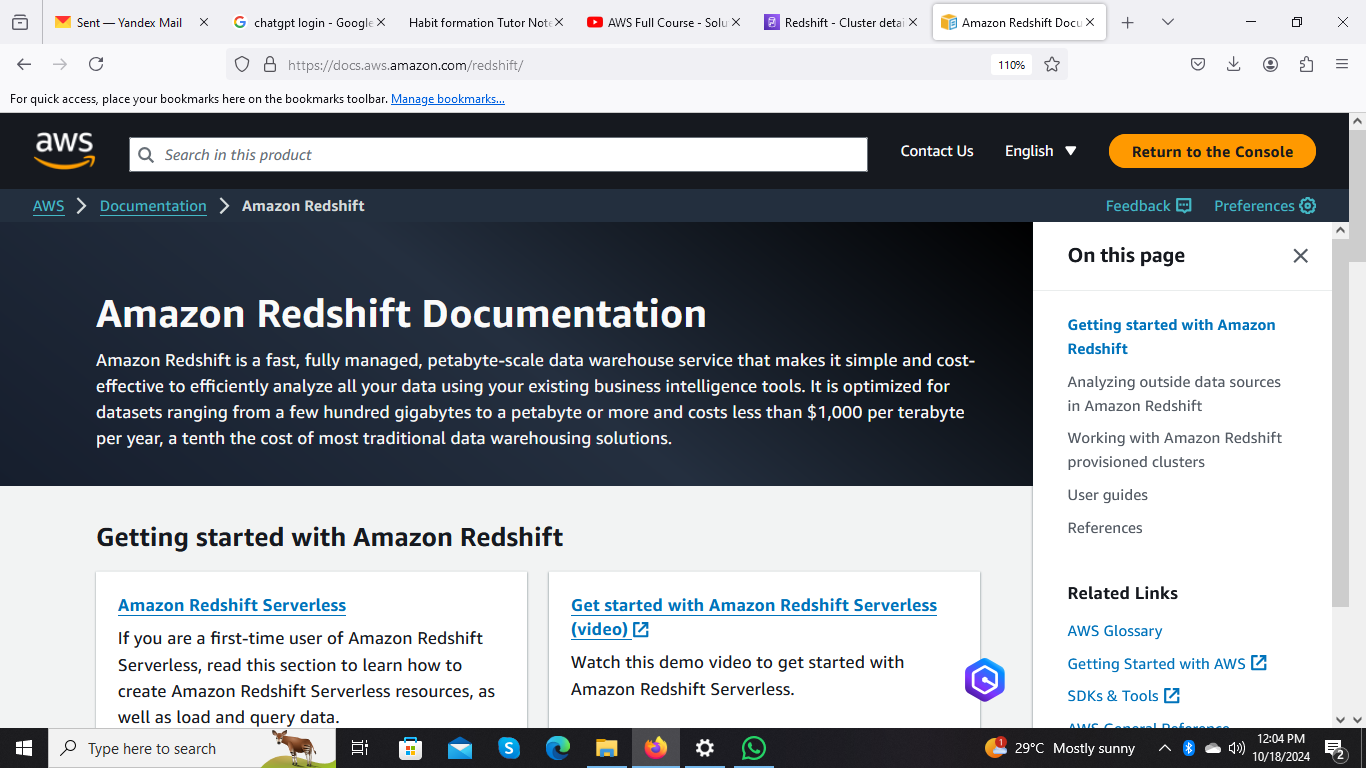 Sent — Yandex Mail
chatgpt login - Google
Habit formation Tutor Note
AWS Full Course - Solu
Redshift - Cluster detai
Amazon Redshift Docu
https://docs.aws.amazon.com/redshift/
110%
For quick access, place your bookmarks here on the bookmarks toolbar. Manage bookmarks...
aws
Search in this product
Contact Us
English
Return to the Console
AWS
Documentation
Amazon Redshift
Feedback
Preferences
Amazon Redshift Documentation
Amazon Redshift is a fast, fully managed, petabyte-scale data warehouse service that makes it simple and cost-
effective to efficiently analyze all your data using your existing business intelligence tools. It is optimized for
datasets ranging from a few hundred gigabytes to a petabyte or more and costs less than $1,000 per terabyte
per year, a tenth the cost of most traditional data warehousing solutions.
Getting started with Amazon Redshift
Amazon Redshift Serverless
If you are a first-time user of Amazon Redshift
Serverless, read this section to learn how to
create Amazon Redshift Serverless resources, as
well as load and query data.
Get started with Amazon Redshift Serverless
(video)
Watch this demo video to get started with
Amazon Redshift Serverless.
On this page
Getting started with Amazon
Redshift
Analyzing outside data sources
in Amazon Redshift
Working with Amazon Redshift
provisioned clusters
User guides
References
Related Links
AWS Glossary
Getting Started with AWS
SDKs & Tools
AWS General Reference
Type here to search
1
29°C Mostly sunny
12:04 PM
10/18/2024
2